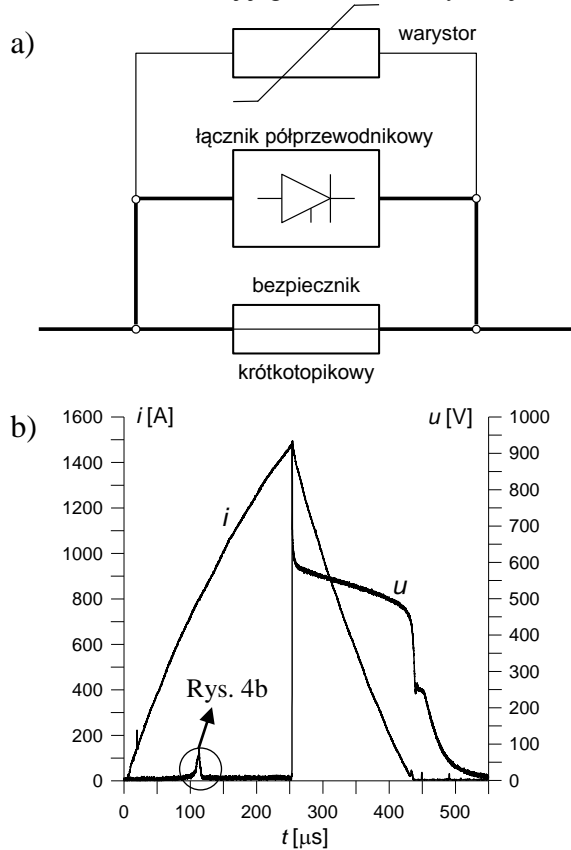 a)
warystor
łącznik półprzewodnikowy
bezpiecznik
krótkotopikowy
b)
i [A]
u [V]
1600
1400
1200
1000
800
600
400
200
0
1000
900
800
700
600
500
400
300
200
100
0
i
u
Rys. 4b
0 100 200 300 400 500
t [µs]